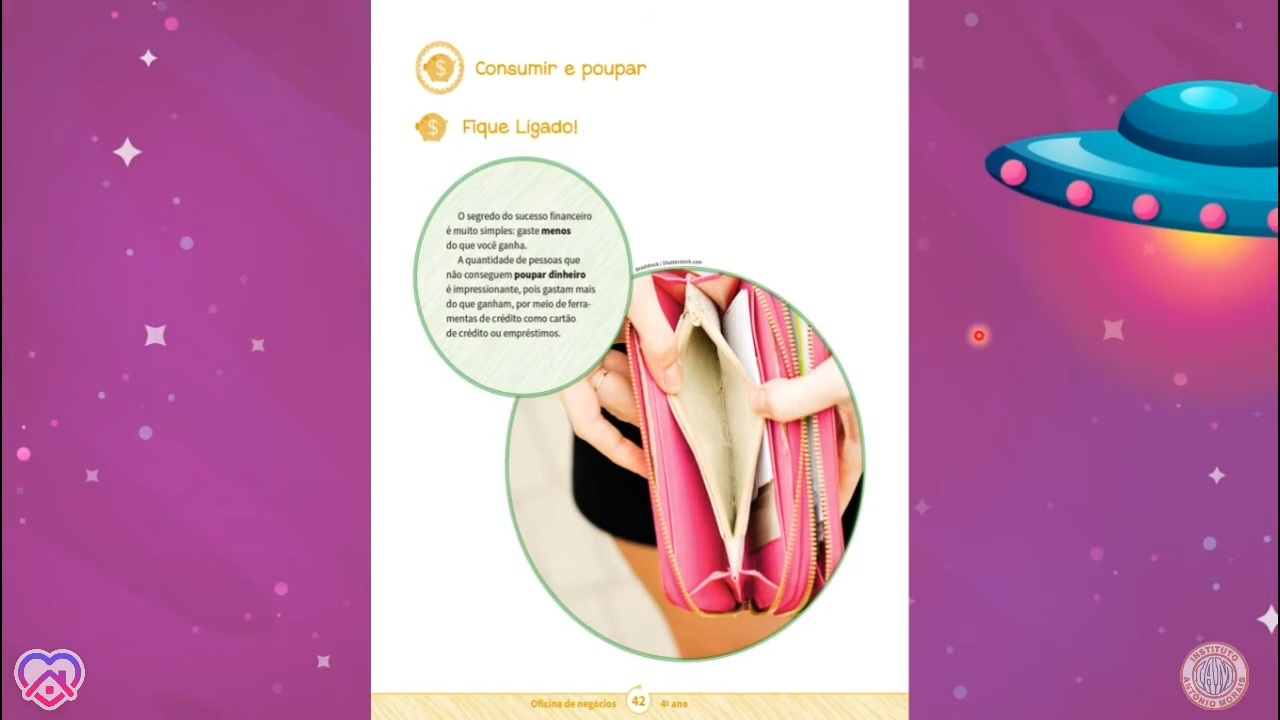 Consumir e poupar
Fique Ligado!
O segredo do sucesso financeiro
é muito simples: gaste menos
do que você ganha.
A quantidade de pessoas que
não conseguem poupar dinheiro
é impressionante, pois gastam mais
do que ganham, por meio de ferra-
mentas de crédito como cartão
de crédito ou empréstimos.
Oficina de negócios 42 4º ano
INSTITUTO
ANTÔNIO MORAIS